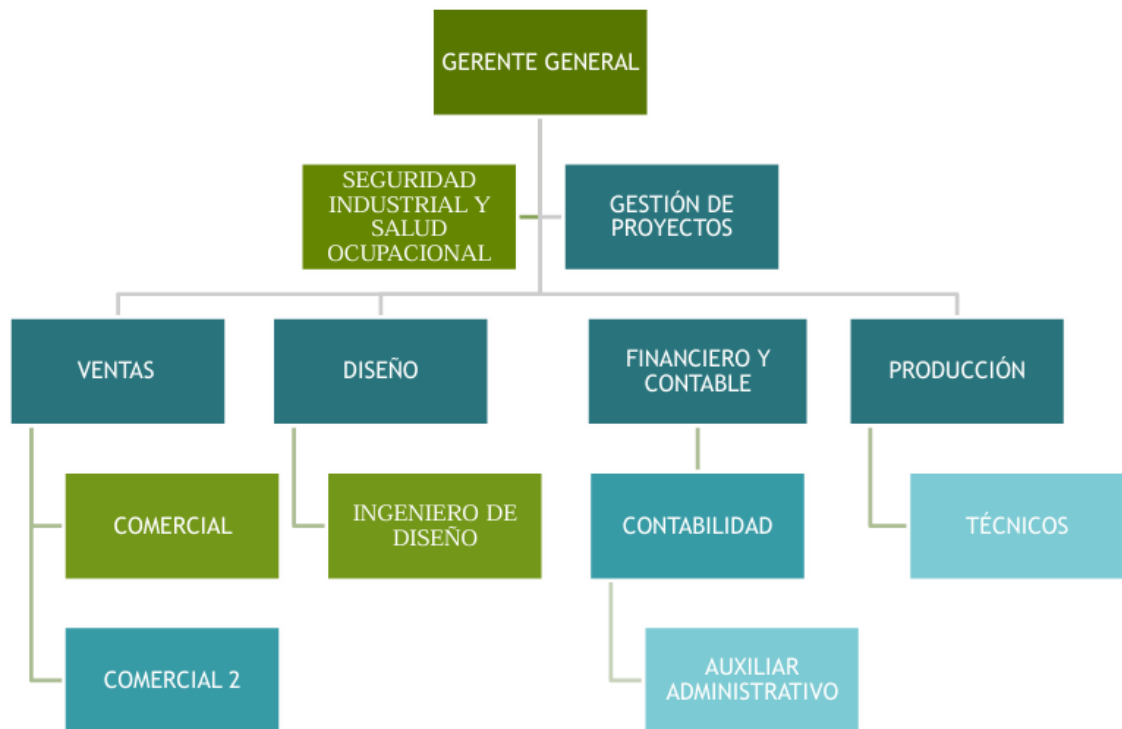 GERENTE GENERAL
SEGURIDAD
INDUSTRIAL Y
SALUD
OCUPACIONAL
GESTIÓN DE
PROYECTOS
VENTAS
DISEÑO
FINANCIERO Y
CONTABLE
PRODUCCIÓN
COMERCIAL
INGENIERO DE
DISEÑO
CONTABILIDAD
TÉCNICOS
COMERCIAL 2
AUXILIAR
ADMINISTRATIVO